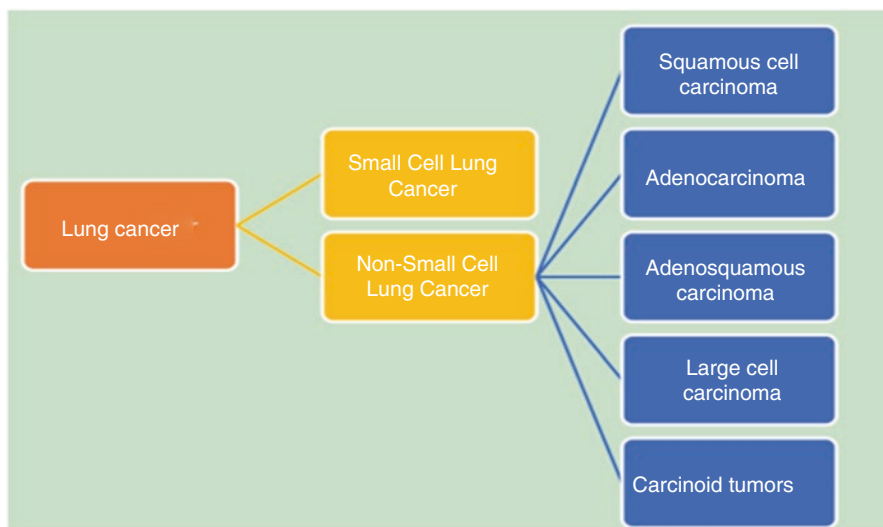 Lung cancer
Small Cell Lung
Cancer
Non-Small Cell
Lung Cancer
Squamous cell
carcinoma
Adenocarcinoma
Adenosquamous
carcinoma
Large cell
carcinoma
Carcinoid tumors